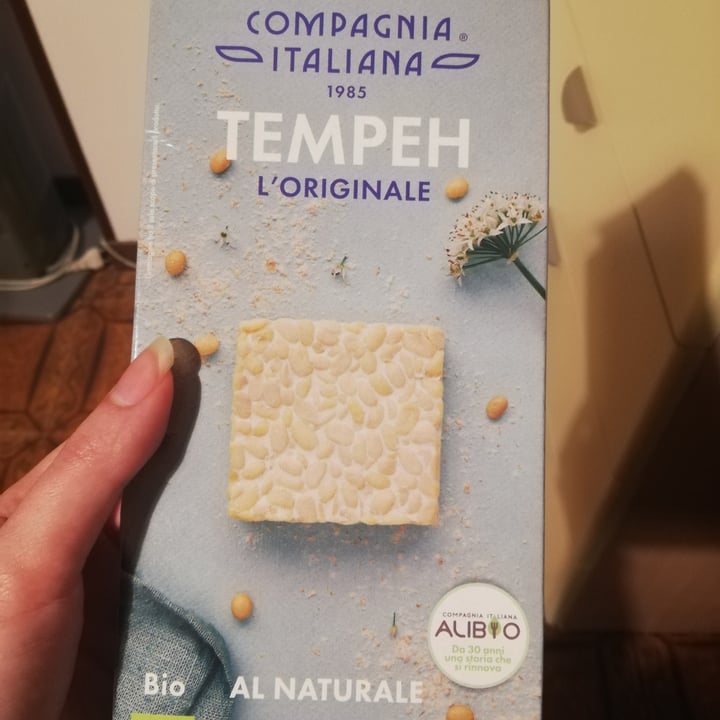 COMPAGNIA®
ITALIANA
1985
TEMPEH
L'ORIGINALE
COMPAGNIA ITALIANA
ALIBIO
Da 30 anni
una storia che
si rinnova
Bio
AL NATURALE